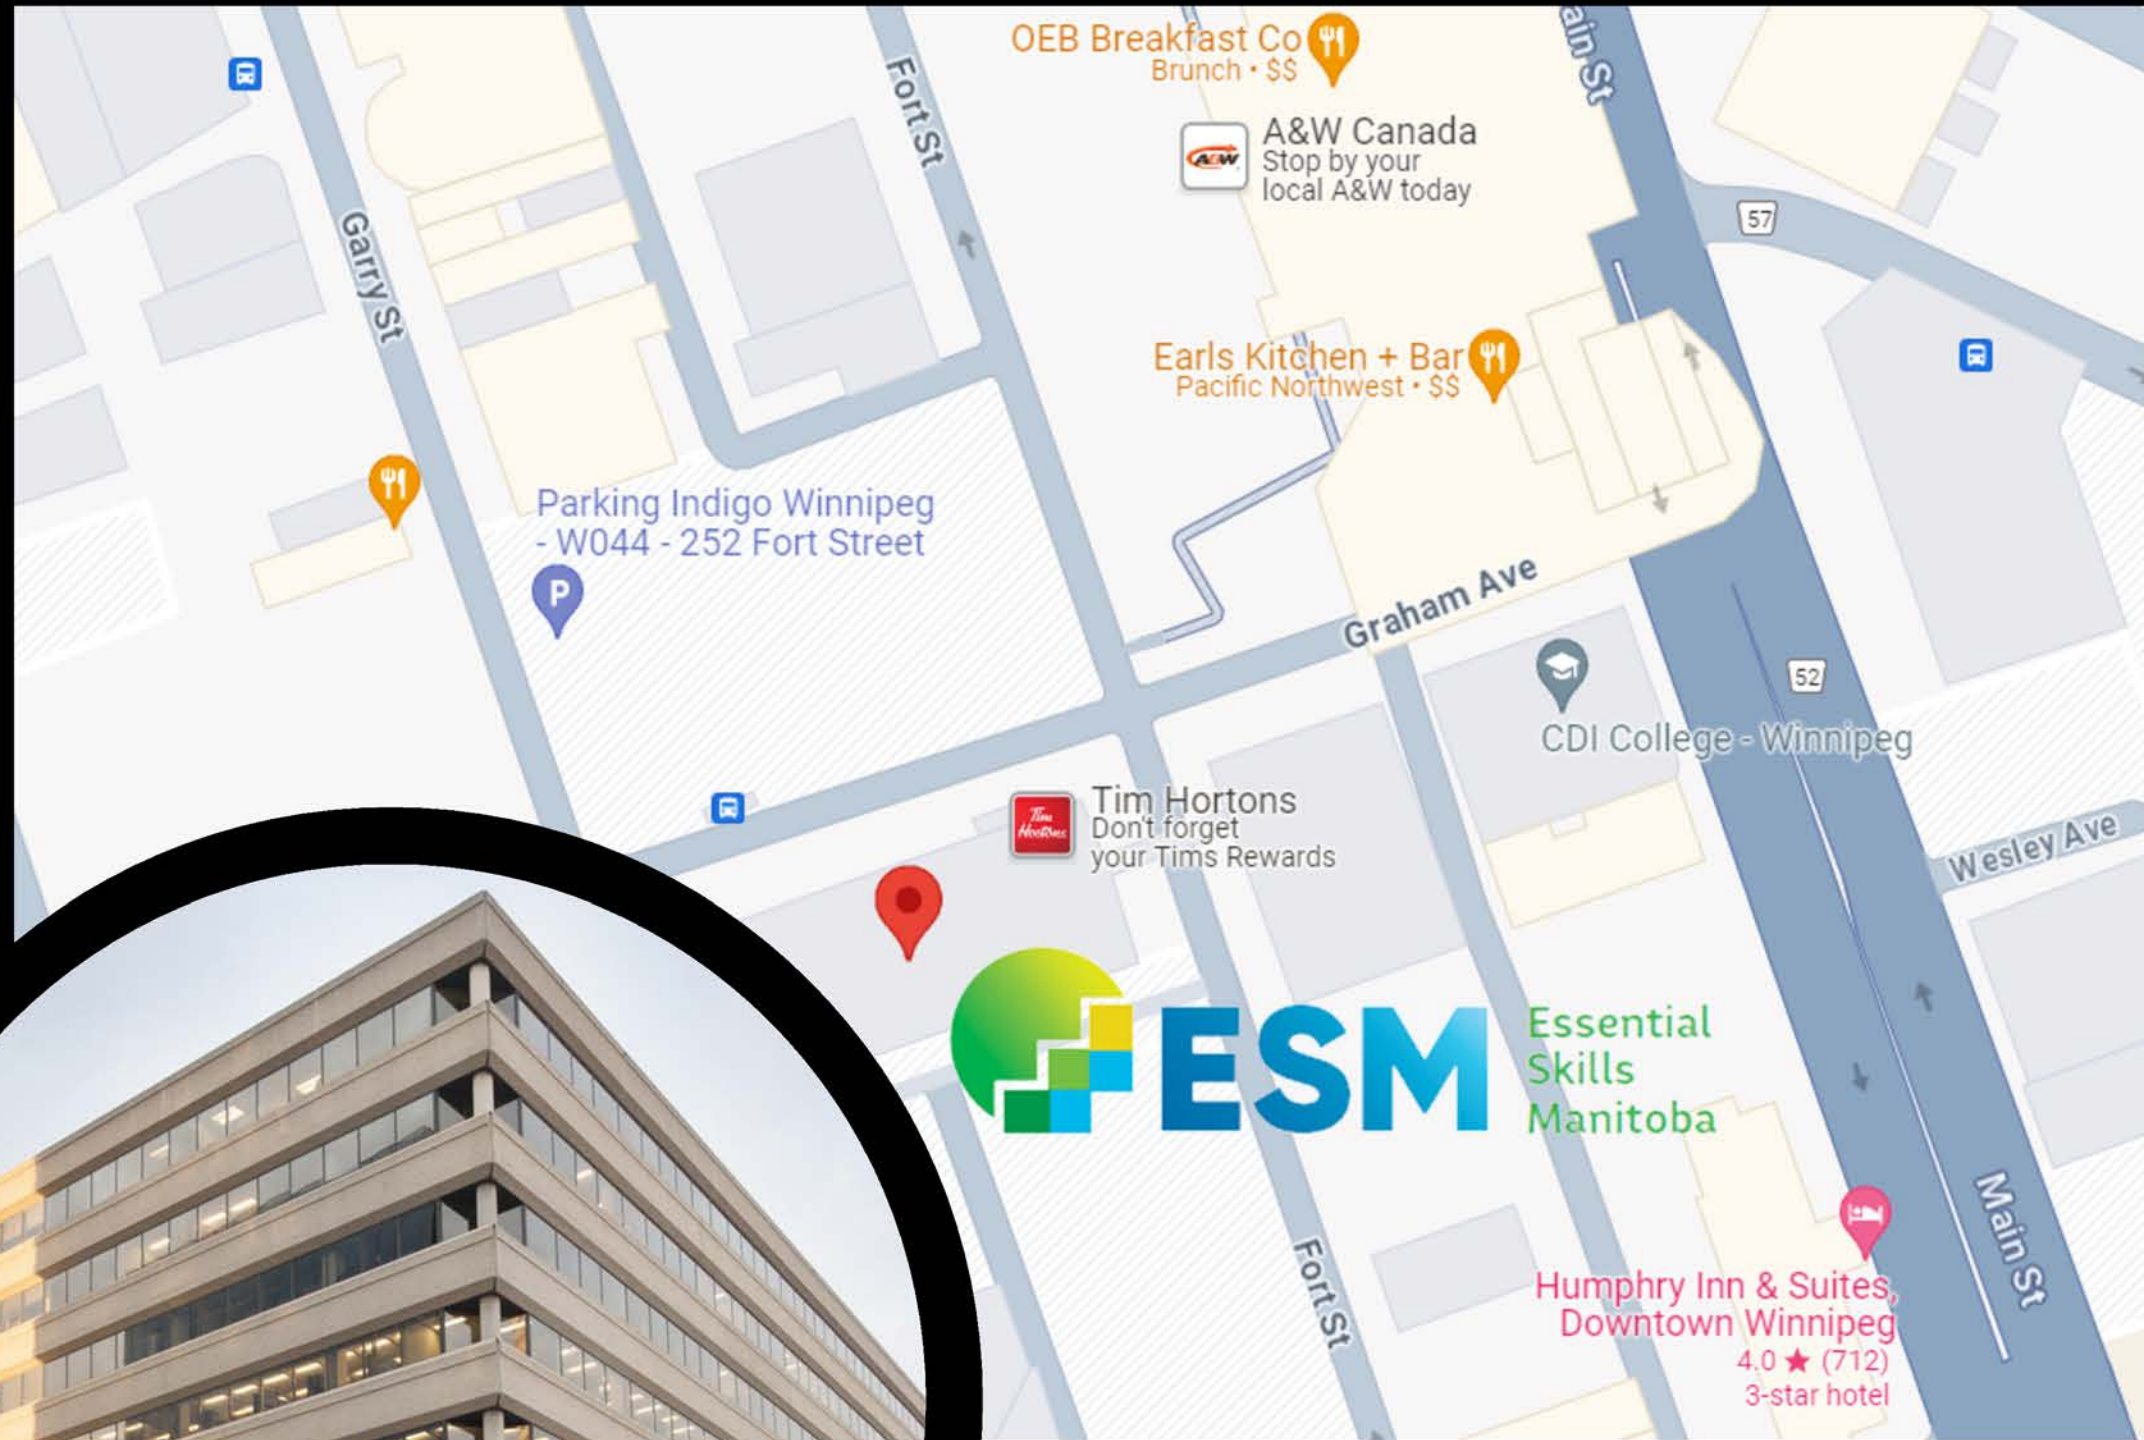 OEB Breakfast Co
Brunch • $$
ain St
Fort St
A&W Canada
Stop by your
local A&W today
A&W
57
Garry St
Earls Kitchen + Bar
Pacific Northwest • $$
Parking Indigo Winnipeg
- W044 - 252 Fort Street
P
Graham Ave
52
CDI College - Winnipeg
Tim Hortons
Don't forget
your Tims Rewards
Tim
Hortons
Wesley Ave
ESM
Essential
Skills
Manitoba
Main St
Fort St
Humphry Inn & Suites,
Downtown Winnipeg
4.0 ★ (712)
3-star hotel